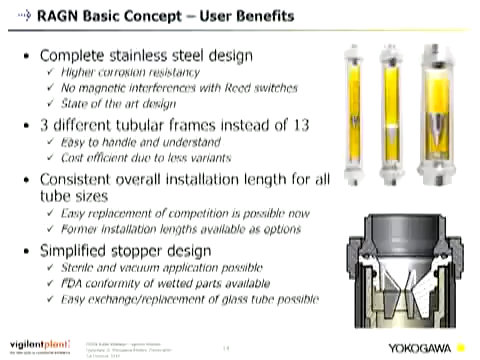 RAGN Basic Concept – User Benefits
• Complete stainless steel design
✓ Higher corrosion resistancy
✓ No magnetic interferences with Reed switches
✓ State of the art design
• 3 different tubular frames instead of 13
✓ Easy to handle and understand
✓ Cost efficient due to less variants
• Consistent overall installation length for all
tube sizes
✓ Easy replacement of competition is possible now
✓ Former installation lengths available as options
• Simplified stopper design
✓ Sterile and vacuum application possible
✓ FDA conformity of wetted parts available
✓ Easy exchange/replacement of glass tube possible
vigilantplant
YOKOGAWA